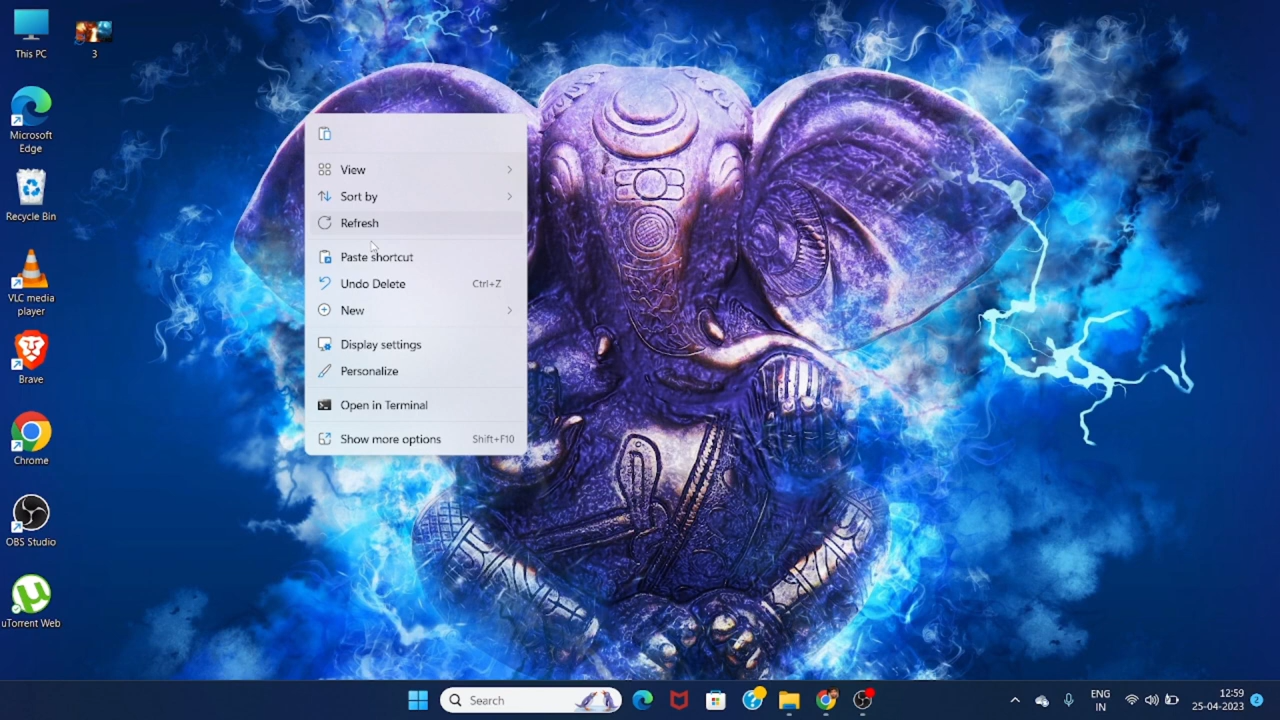 This PC
3
Microsoft
Edge
Recycle Bin
VLC media
player
Brave
Chrome
OBS Studio
uTorrent Web
View
Sort by
Refresh
Paste shortcut
Undo Delete Ctrl+Z
New
Display settings
Personalize
Open in Terminal
Show more options Shift+F10
Search
ENG
IN
12:59
25-04-2023
2